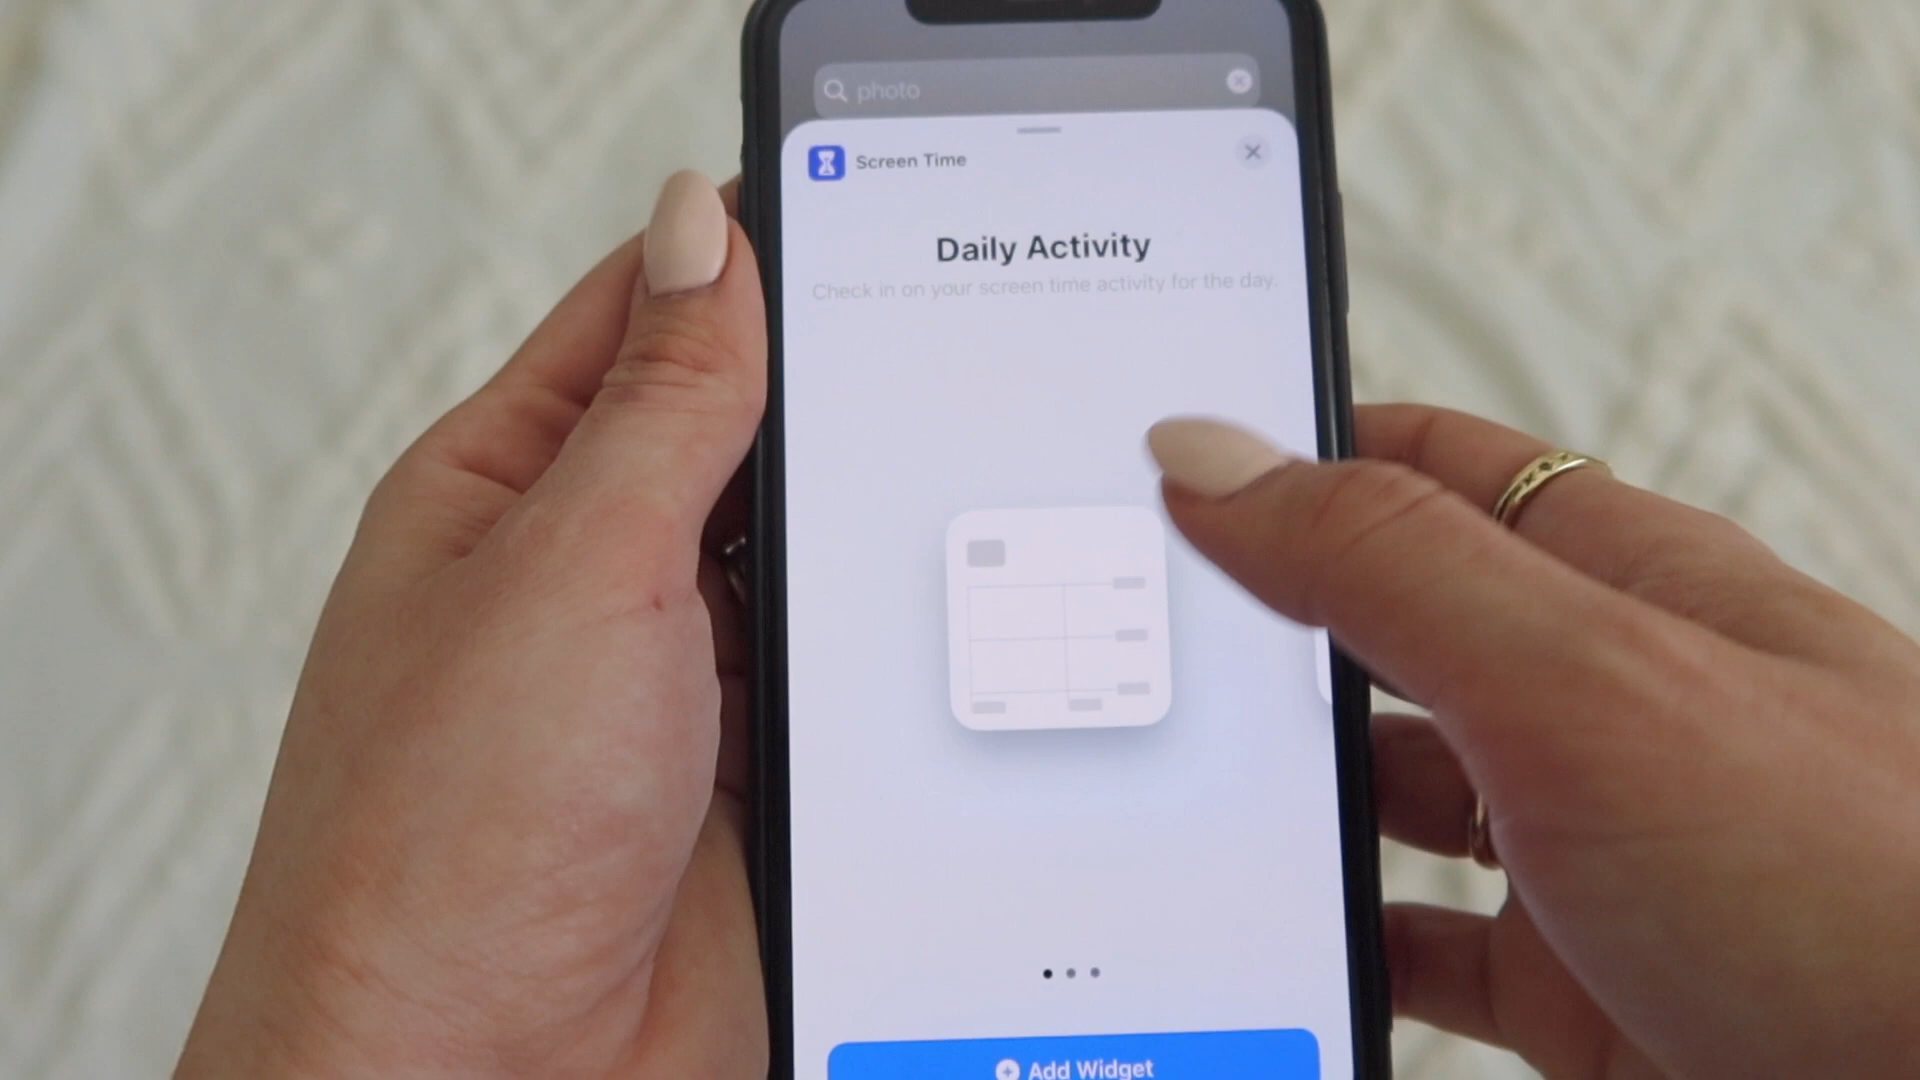 photo
Screen Time
Daily Activity
Check in on your screen time activity for the day.
Add Widget